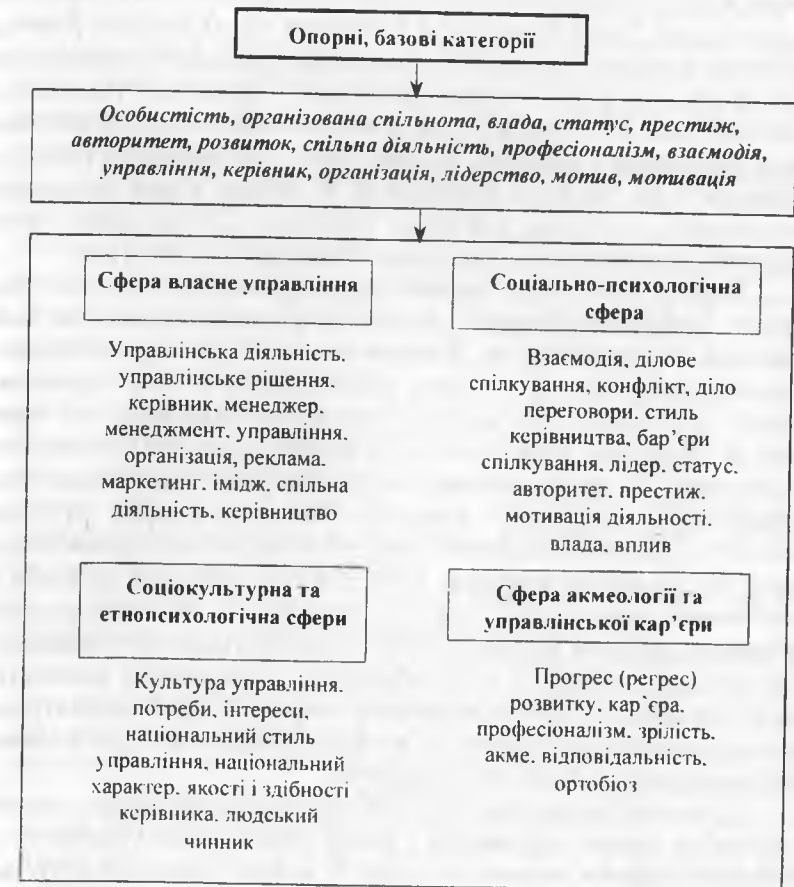 Опорні, базові категорії
Особистість, організована спільнота, влада, статус, престиж,
авторитет, розвиток, спільна діяльність, професіоналізм, взаємодія,
управління, керівник, організація, лідерство, мотив, мотивація
Сфера власне управління
Управлінська діяльність.
управлінське рішення.
керівник. менеджер.
менеджмент. управління.
організація, реклама.
маркетинг. імідж. спільна
діяльність. керівництво
Соціально-психологічна
сфера
Взаємодія, ділове
спілкування, конфлікт, діло
переговори. стиль
керівництва, бар'єри
спілкування. лідер. статус.
авторитет. престиж.
мотивація діяльності.
влада. вплив
Соціокультурна та
етнопсихологічна сфери
Культура управління.
потреби, інтереси,
національний стиль
управління, національний
характер. якості і здібності
керівника. людський
чинник
Сфера акмеології та
управлінської кар’єри
Прогрес (регрес)
розвитку. кар`єра.
професіоналізм. зрілість.
акме. відповідальність.
ортобіоз